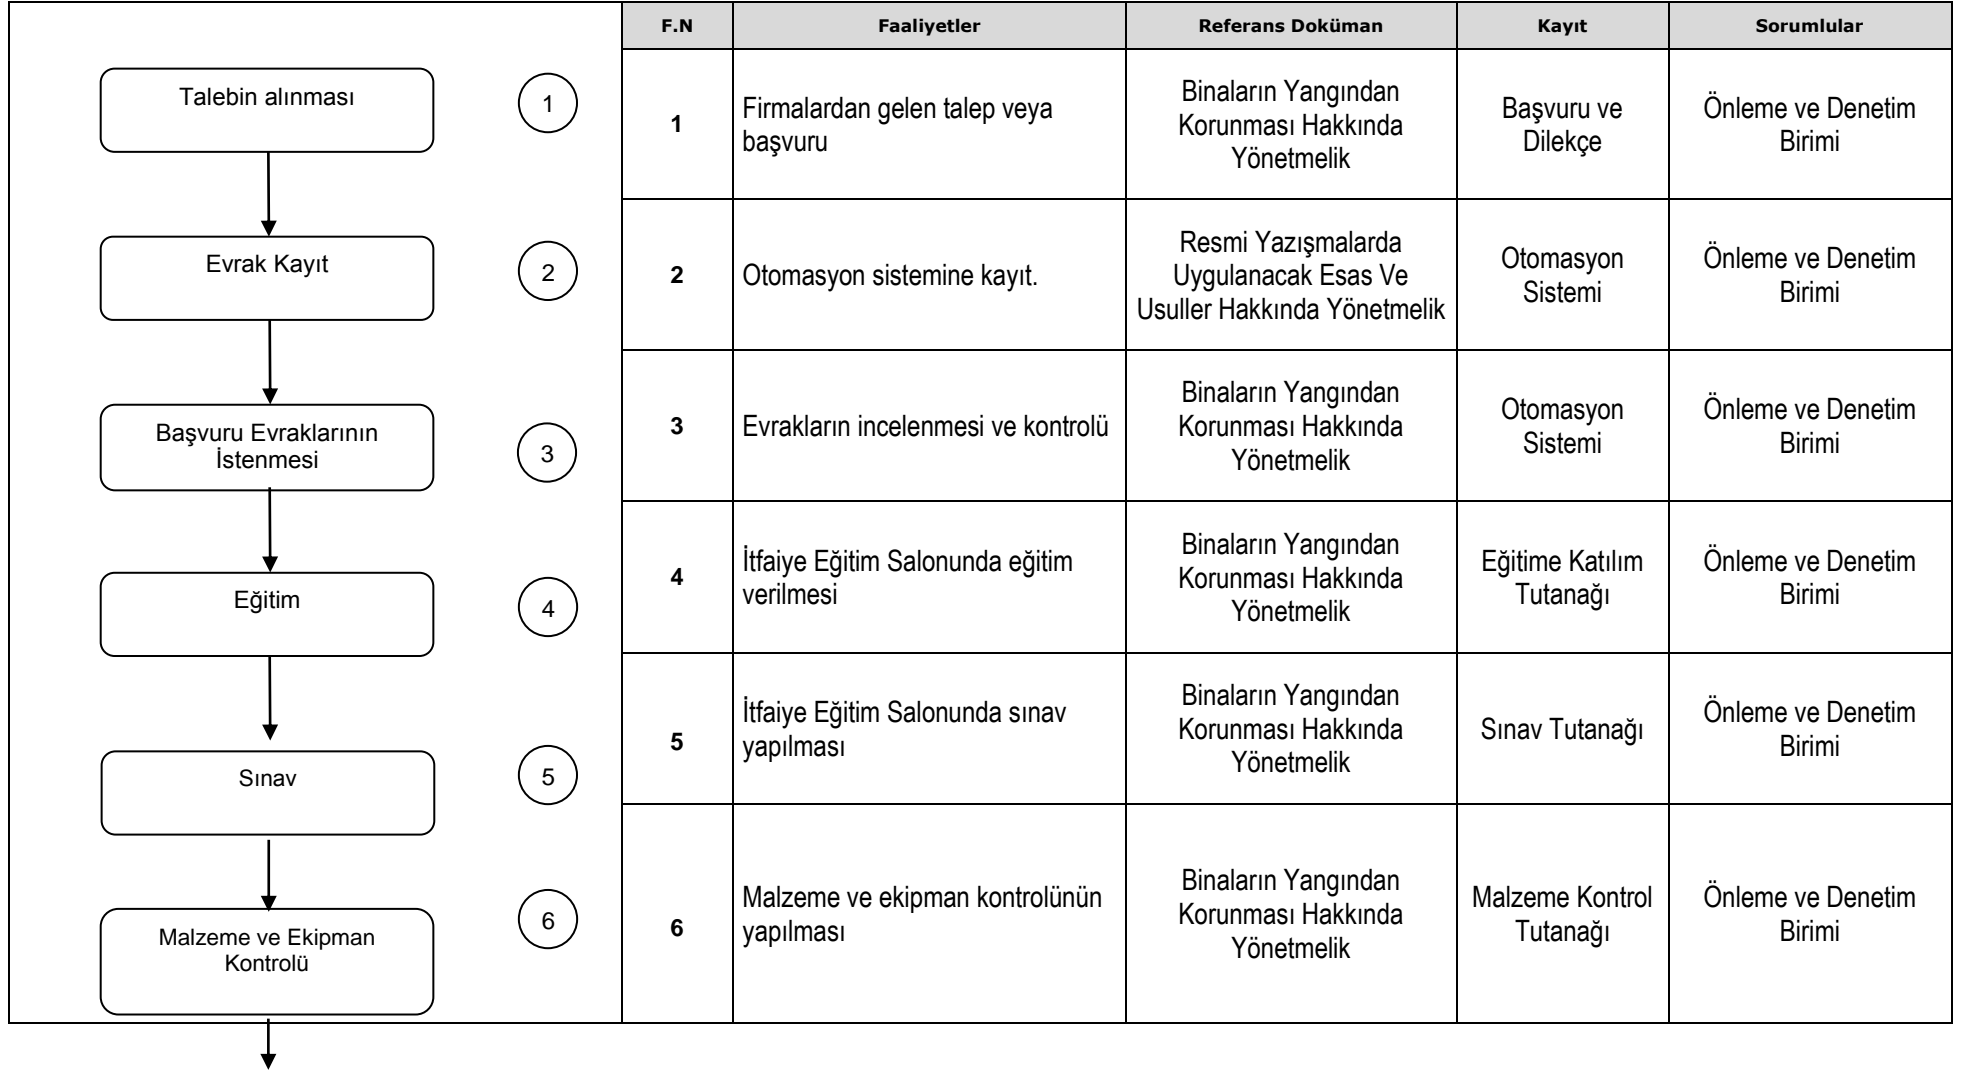 Talebin alınması
1
Evrak Kayıt
2
Başvuru Evraklarının
İstenmesi
3
Eğitim
4
Sınav
5
Malzeme ve Ekipman
Kontrolü
6
F.N
Faaliyetler
Referans Doküman
Kayıt
Sorumlular
1
Firmalardan gelen talep veya
başvuru
Binaların Yangından
Korunması Hakkında
Yönetmelik
Başvuru ve
Dilekçe
Önleme ve Denetim
Birimi
2
Otomasyon sistemine kayıt.
Resmi Yazışmalarda
Uygulanacak Esas Ve
Usuller Hakkında Yönetmelik
Otomasyon
Sistemi
Önleme ve Denetim
Birimi
3
Evrakların incelenmesi ve kontrolü
Binaların Yangından
Korunması Hakkında
Yönetmelik
Otomasyon
Sistemi
Önleme ve Denetim
Birimi
4
İtfaiye Eğitim Salonunda eğitim
verilmesi
Binaların Yangından
Korunması Hakkında
Yönetmelik
Eğitime Katılım
Tutanağı
Önleme ve Denetim
Birimi
5
İtfaiye Eğitim Salonunda sınav
yapılması
Binaların Yangından
Korunması Hakkında
Yönetmelik
Sınav Tutanağı
Önleme ve Denetim
Birimi
6
Malzeme ve ekipman kontrolünün
yapılması
Binaların Yangından
Korunması Hakkında
Yönetmelik
Malzeme Kontrol
Tutanağı
Önleme ve Denetim
Birimi